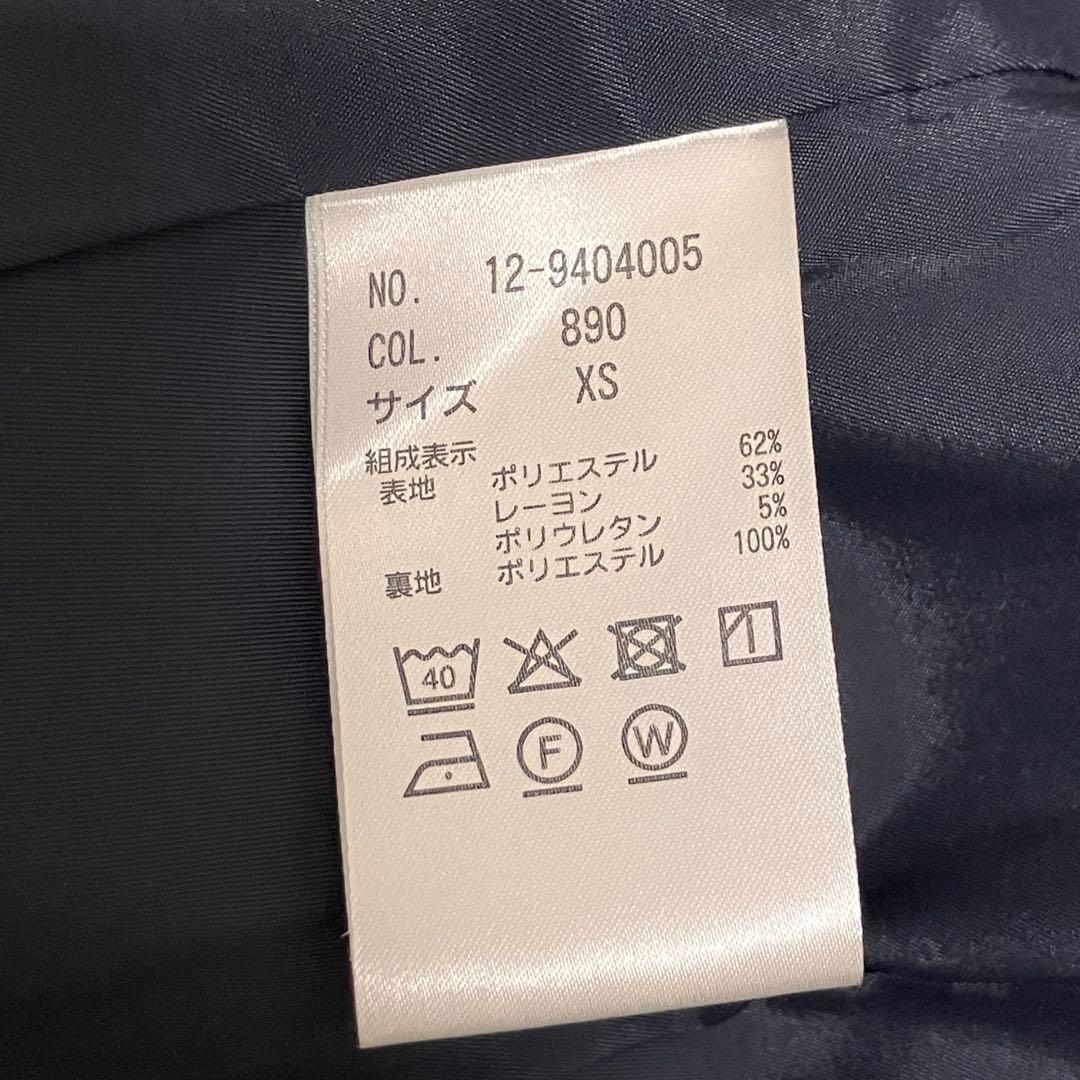 NO. 12-9404005
COL. 890
サイズ XS
組成表示
表地 ポリエステル 62%
レーヨン 33%
ポリウレタン 5%
裏地 ポリエステル 100%
40
F W